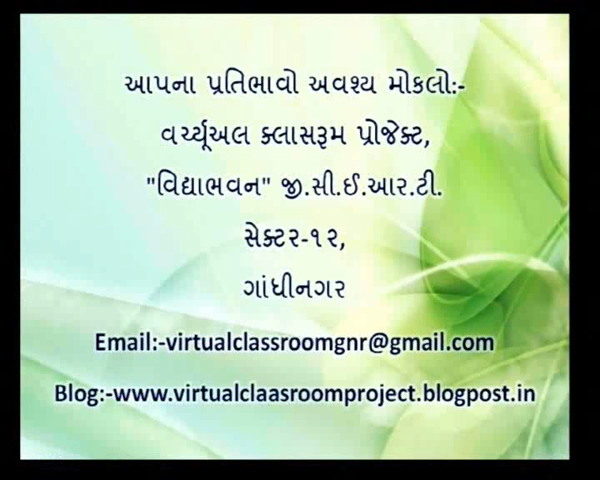 આપના પ્રતિભાવો અવશ્ય મોકલો:-
વર્ચ્યૂઅલ ક્લાસરૂમ પ્રોજેક્ટ,
"વિદ્યાભવન" જી.સી.ઈ.આર.ટી.
સેક્ટર-૧૨,
ગાંધીનગર
Email:-virtualclassroomgnr@gmail.com
Blog:-www.virtualclaasroomproject.blogpost.in